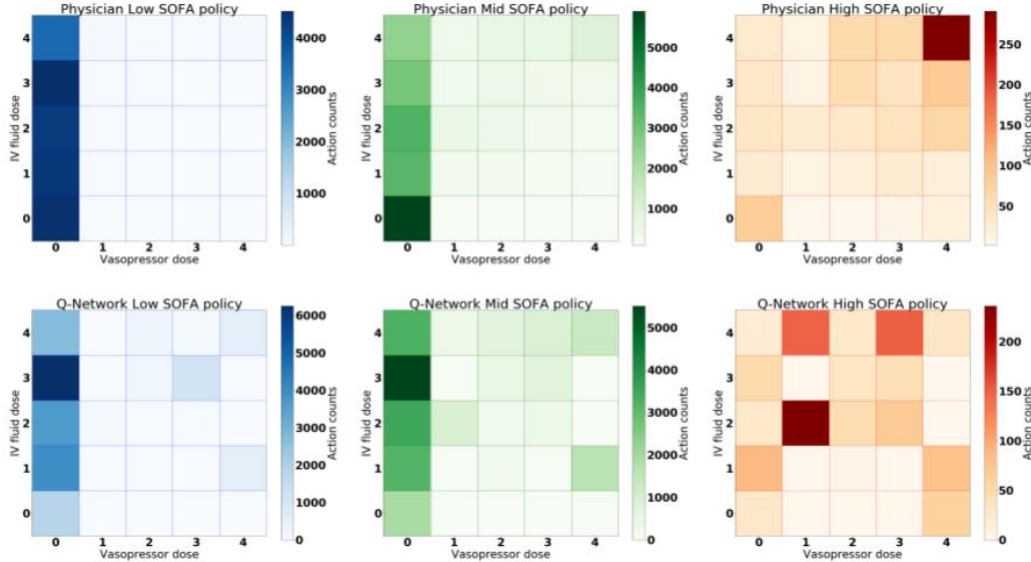 Physician Low SOFA policy
IV fluid dose
4
3
2
1
0
0 1 2 3 4
Vasopressor dose
4000
3000
2000
1000
Action counts
Physician Mid SOFA policy
IV fluid dose
4
3
2
1
0
0 1 2 3 4
Vasopressor dose
5000
4000
3000
2000
1000
Action counts
Physician High SOFA policy
IV fluid dose
4
3
2
1
0
0 1 2 3 4
Vasopressor dose
250
200
150
100
50
Action counts
Q-Network Low SOFA policy
IV fluid dose
4
3
2
1
0
0 1 2 3 4
Vasopressor dose
6000
5000
4000
3000
2000
1000
0
Action counts
Q-Network Mid SOFA policy
IV fluid dose
4
3
2
1
0
0 1 2 3 4
Vasopressor dose
5000
4000
3000
2000
1000
0
Action counts
Q-Network High SOFA policy
IV fluid dose
4
3
2
1
0
0 1 2 3 4
Vasopressor dose
200
150
100
50
0
Action counts